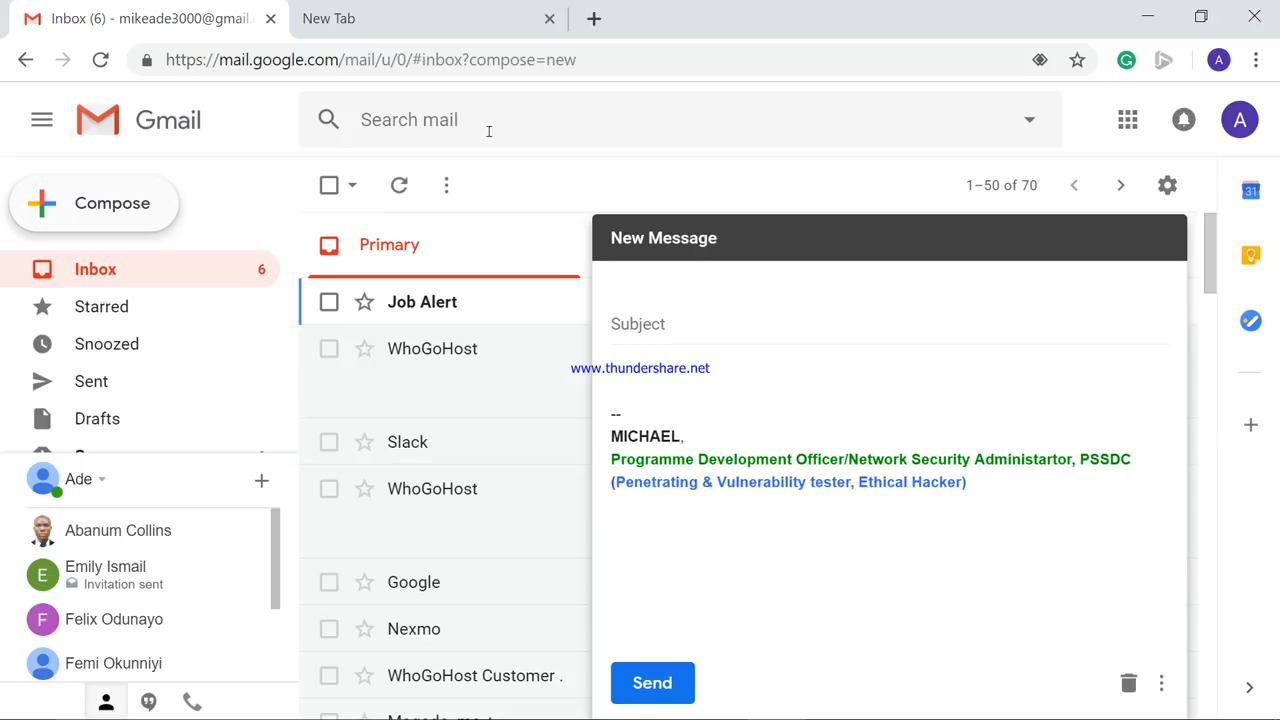 Inbox (6) - mikeade3000@gmail.
New Tab
https://mail.google.com/mail/u/0/#inbox?compose=new
G
A
Gmail
Search mail
A
Compose
1–50 of 70
31
New Message
Primary
Inbox
6
Job Alert
Starred
Subject
Snoozed
WhoGoHost
www.thundershare.net
Sent
Drafts
--
MICHAEL,
Slack
Programme Development Officer/Network Security Administartor, PSSDC
Ade
(Penetrating & Vulnerability tester, Ethical Hacker)
WhoGoHost
Abanum Collins
E
Emily Ismail
Invitation sent
Google
F
Felix Odunayo
Nexmo
Femi Okunniyi
WhoGoHost Customer .
Send